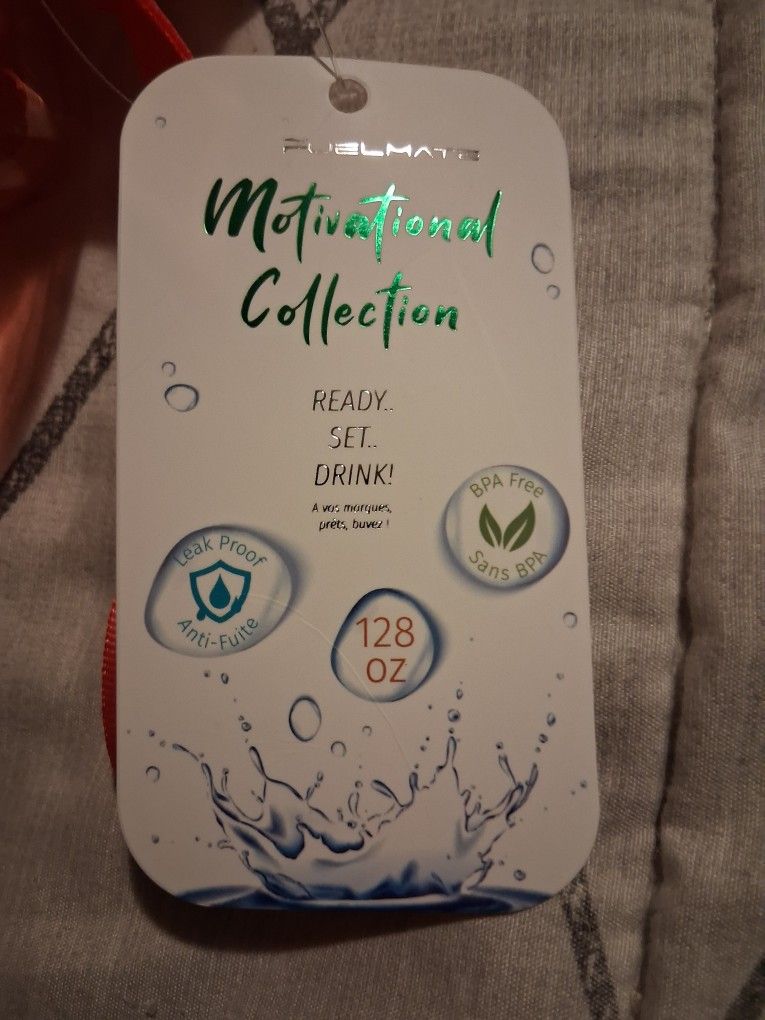 FUELMATE
Motivational
Collection
READY..
SET..
DRINK!
A vos marques,
prêts, buvez !
BPA Free
Sans BPA
Leak Proof
Anti-Fuite
128
OZ